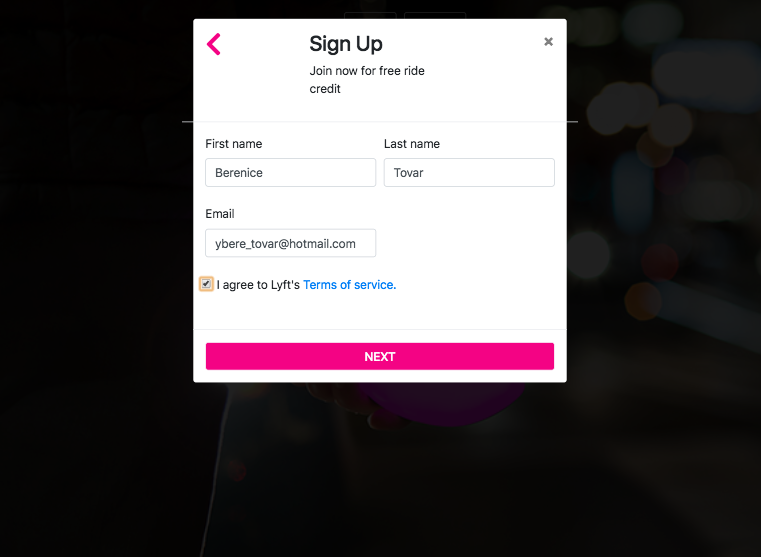 Sign Up
×
Join now for free ride
credit
First name
Last name
Berenice
Tovar
Email
ybere_tovar@hotmail.com
I agree to Lyft's Terms of service.
NEXT